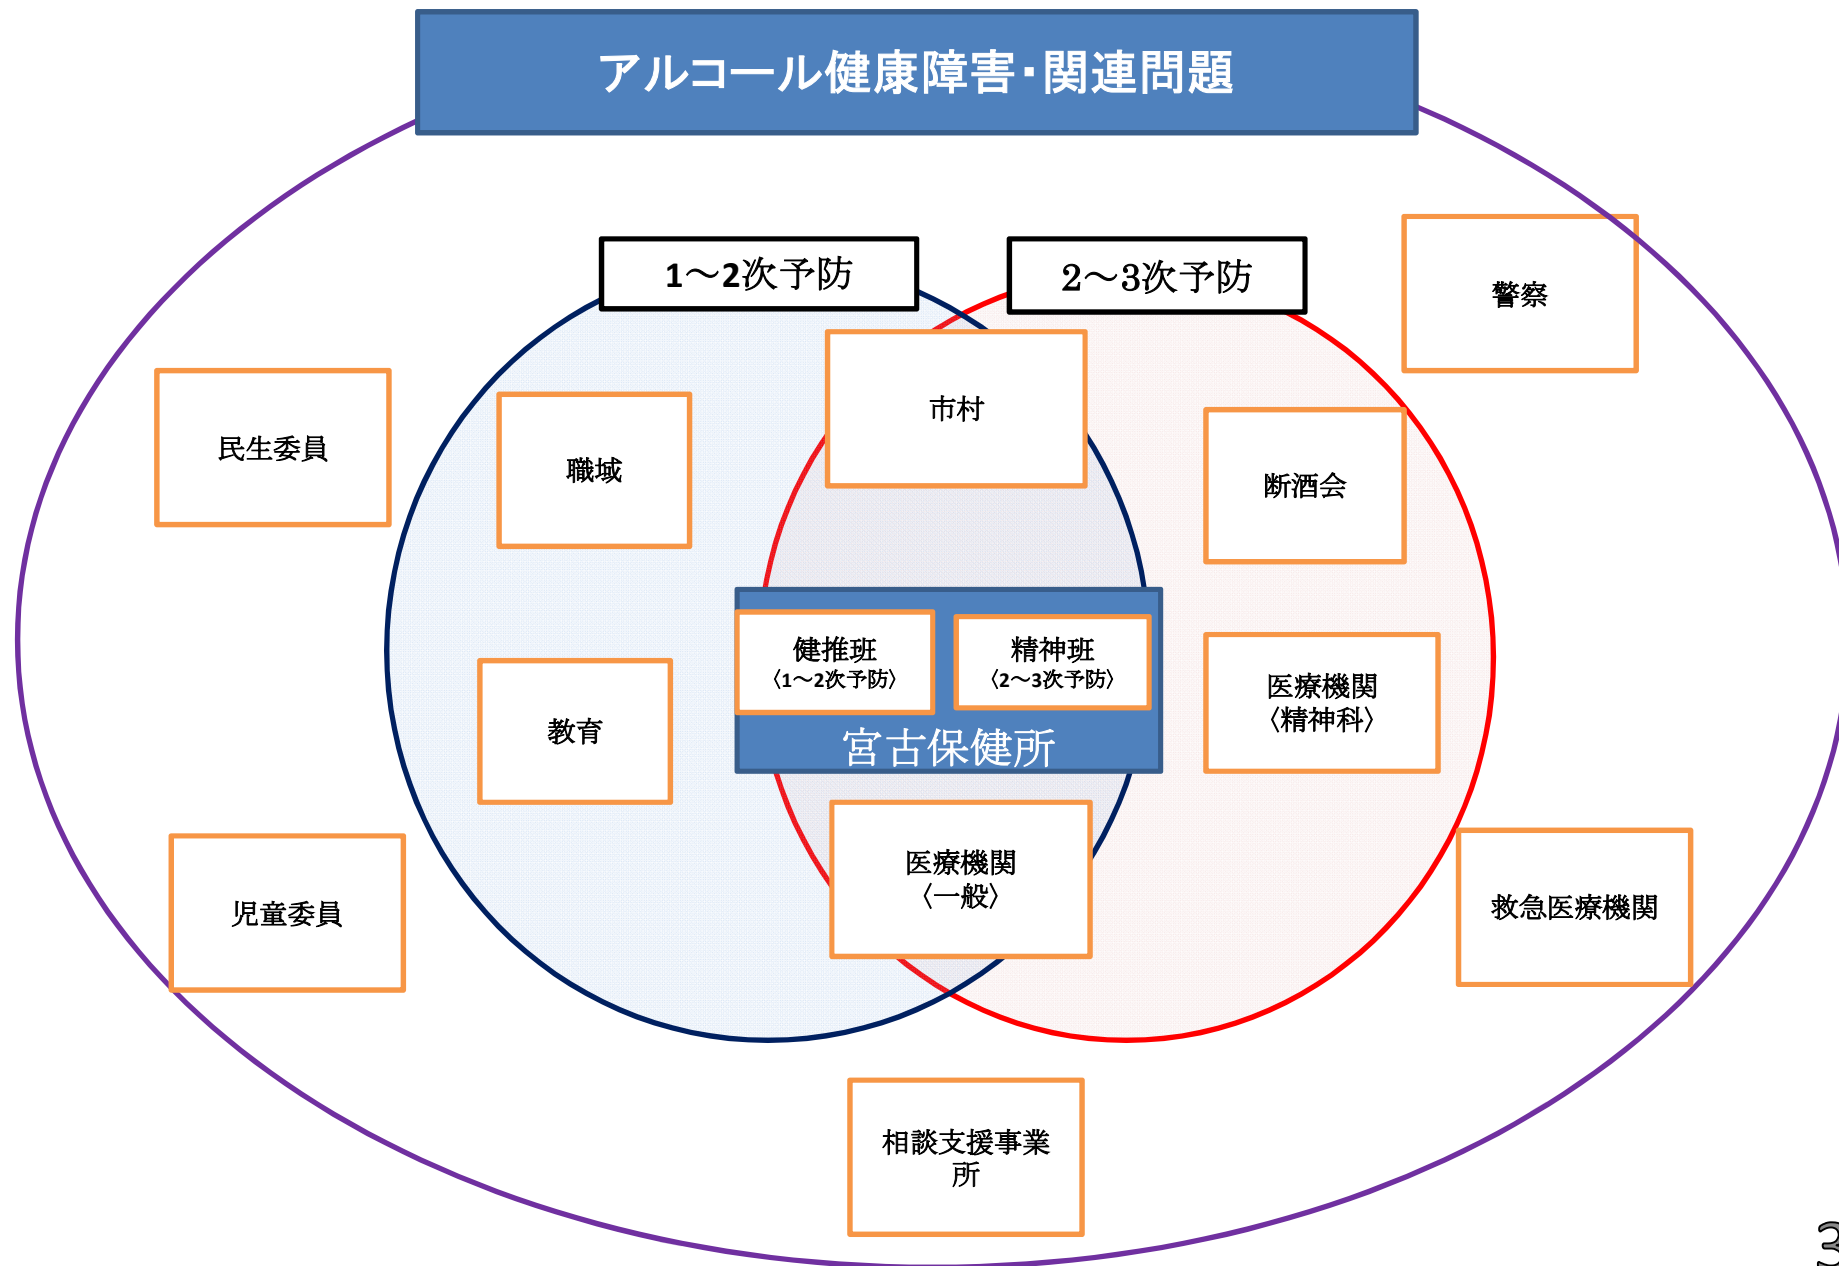 アルコール健康障害・関連問題
1～2次予防
2～3次予防
警察
市村
民生委員
職域
断酒会
健推班
〈1～2次予防〉
精神班
〈2～3次予防〉
宮古保健所
医療機関
〈精神科〉
教育
医療機関
〈一般〉
児童委員
救急医療機関
相談支援事業
所